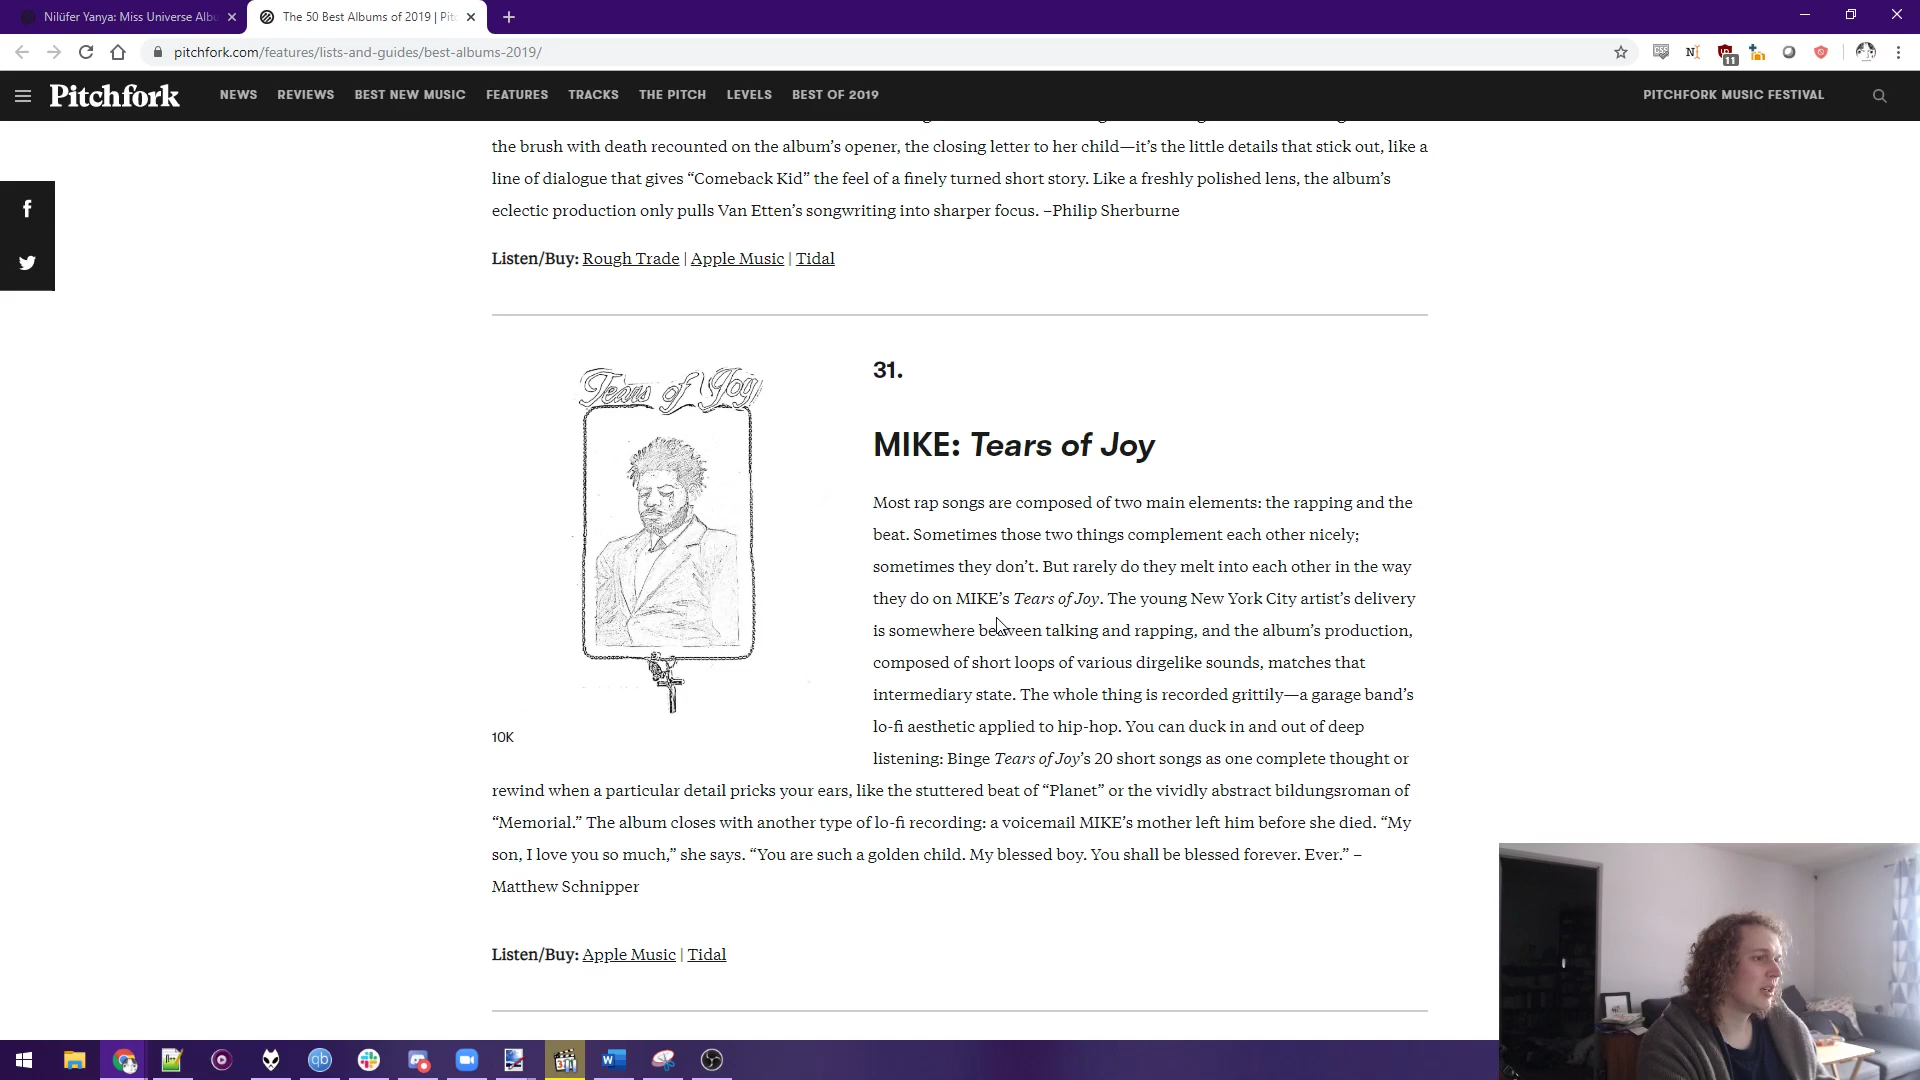 Nilüfer Yanya: Miss Universe Albu
The 50 Best Albums of 2019 | Pitc
pitchfork.com/features/lists-and-guides/best-albums-2019/
11
Pitchfork
NEWS
REVIEWS
BEST NEW MUSIC
FEATURES
TRACKS
THE PITCH
LEVELS
BEST OF 2019
PITCHFORK MUSIC FESTIVAL
the brush with death recounted on the album’s opener, the closing letter to her child—it’s the little details that stick out, like a
line of dialogue that gives “Comeback Kid” the feel of a finely turned short story. Like a freshly polished lens, the album’s
eclectic production only pulls Van Etten’s songwriting into sharper focus. –Philip Sherburne
Listen/Buy: Rough Trade | Apple Music | Tidal
Tears of Joy
31.
MIKE: Tears of Joy
Most rap songs are composed of two main elements: the rapping and the
beat. Sometimes those two things complement each other nicely;
sometimes they don’t. But rarely do they melt into each other in the way
they do on MIKE’s Tears of Joy. The young New York City artist’s delivery
is somewhere between talking and rapping, and the album’s production,
composed of short loops of various dirgelike sounds, matches that
intermediary state. The whole thing is recorded grittily—a garage band’s
lo-fi aesthetic applied to hip-hop. You can duck in and out of deep
listening: Binge Tears of Joy’s 20 short songs as one complete thought or
10K
rewind when a particular detail pricks your ears, like the stuttered beat of “Planet” or the vividly abstract bildungsroman of
“Memorial.” The album closes with another type of lo-fi recording: a voicemail MIKE’s mother left him before she died. “My
son, I love you so much,” she says. “You are such a golden child. My blessed boy. You shall be blessed forever. Ever.” –
Matthew Schnipper
Listen/Buy: Apple Music | Tidal